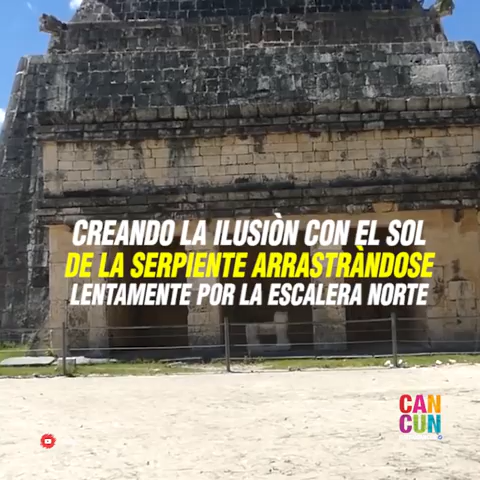 CREANDO LA ILUSIÒN CON EL SOL
DE LA SERPIENTE ARRASTRÀNDOSE
LENTAMENTE POR LA ESCALERA NORTE
CAN
CUN